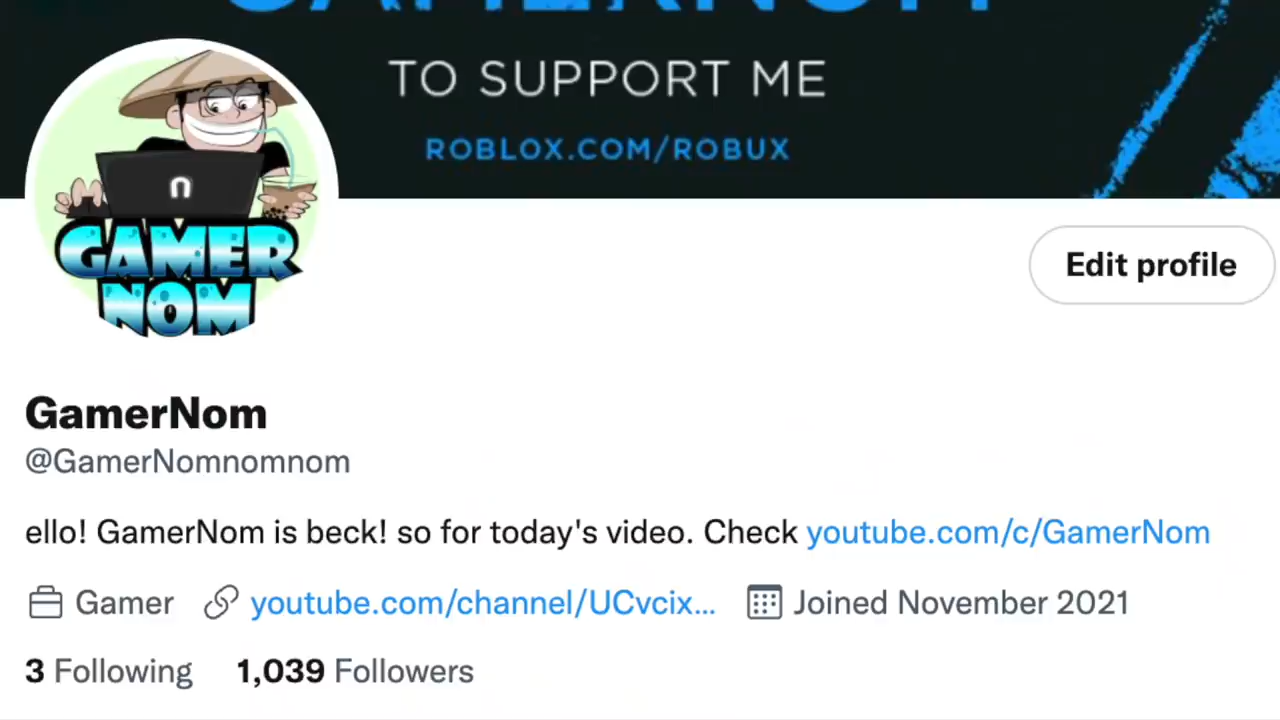 GAMERNOM
TO SUPPORT ME
ROBLOX.COM/ROBUX
n
GAMER
NOM
Edit profile
GamerNom
@GamerNomnomnom
ello! GamerNom is beck! so for today's video. Check youtube.com/c/GamerNom
Gamer youtube.com/channel/UCvcix... Joined November 2021
3 Following 1,039 Followers